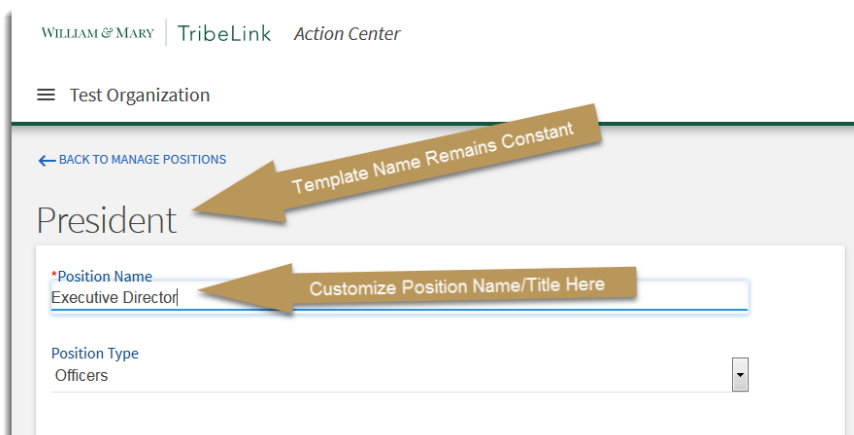 WILLIAM & MARY TribeLink Action Center
Test Organization
BACK TO MANAGE POSITIONS
Template Name Remains Constant
President
*Position Name
Executive Director
Customize Position Name/Title Here
Position Type
Officers